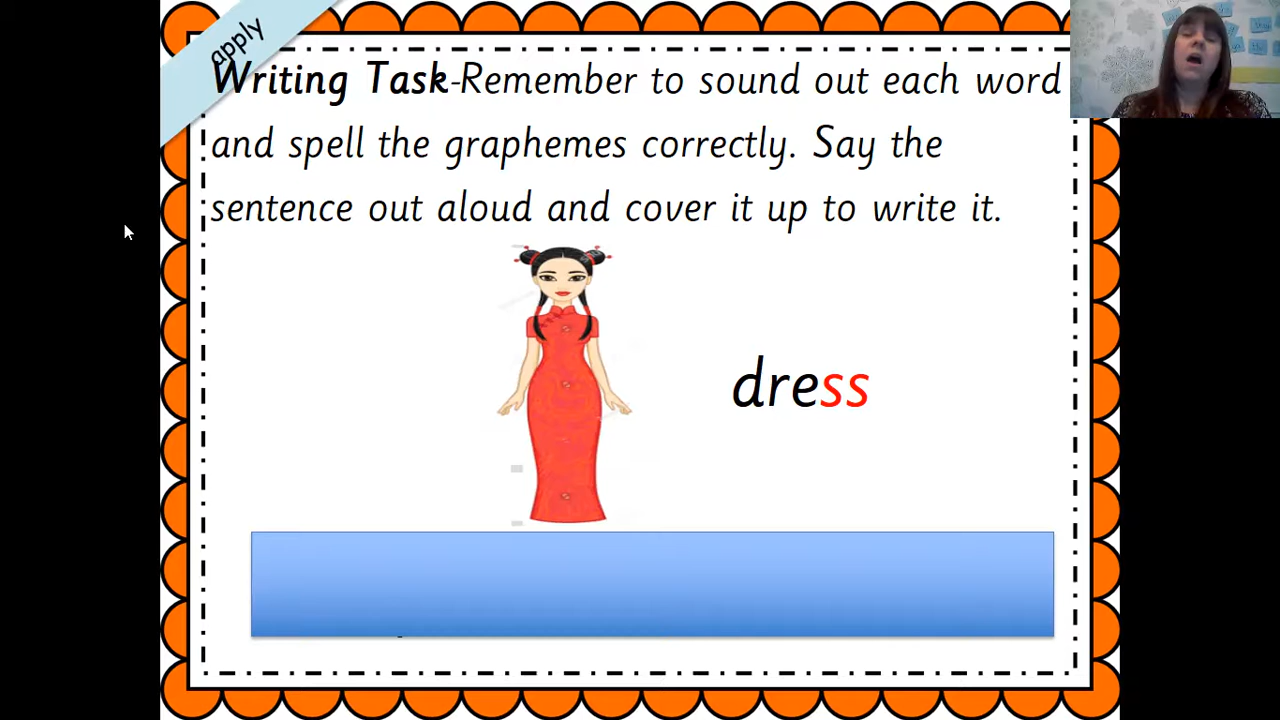 apply
Writing Task-Remember to sound out each word
and spell the graphemes correctly. Say the
sentence out aloud and cover it up to write it.
dress